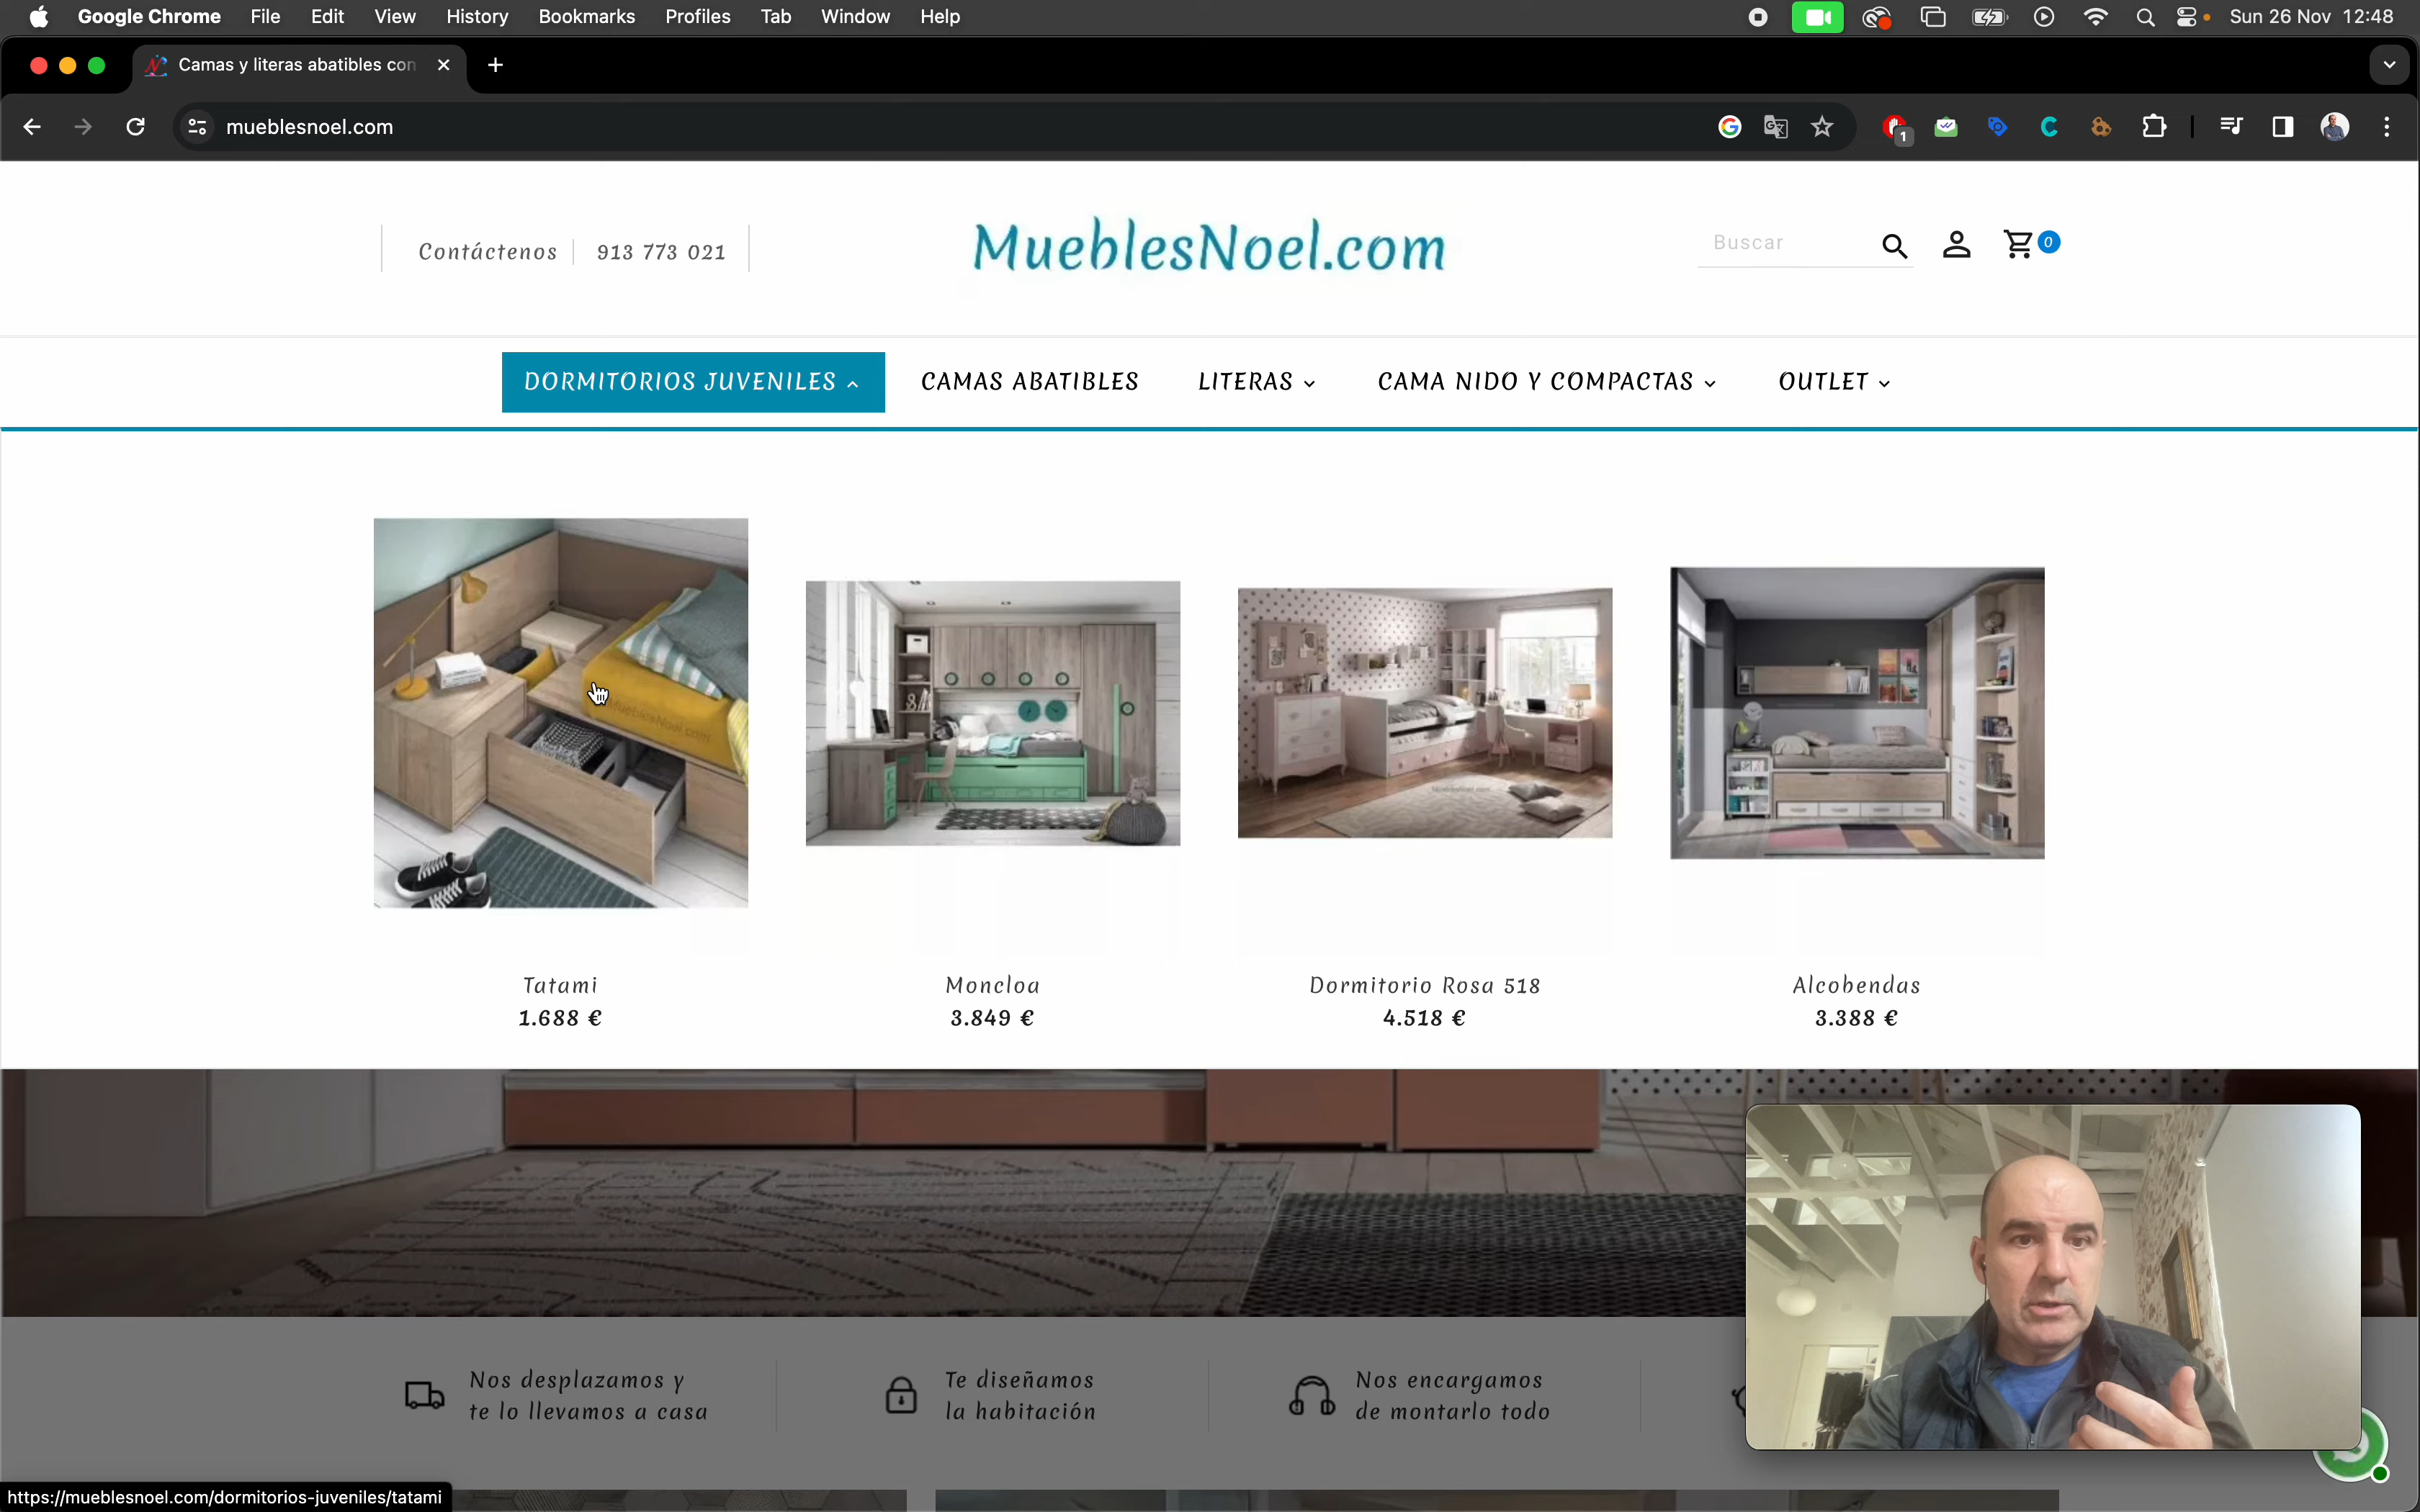 Google Chrome File Edit View History Bookmarks Profiles Tab Window Help Sun 26 Nov 12:48
Camas y literas abatibles con
mueblesnoel.com
1
Contáctenos 913 773 021
MueblesNoel.com
Buscar
0
DORMITORIOS JUVENILES CAMAS ABATIBLES LITERAS CAMA NIDO Y COMPACTAS OUTLET
MueblesNoel.com
Tatami Moncloa Dormitorio Rosa 518 Alcobendas
1.688 € 3.849 € 4.518 € 3.388 €
Nos desplazamos y
te lo llevamos a casa
Te diseñamos
la habitación
Nos encargamos
de montarlo todo
https://mueblesnoel.com/dormitorios-juveniles/tatami